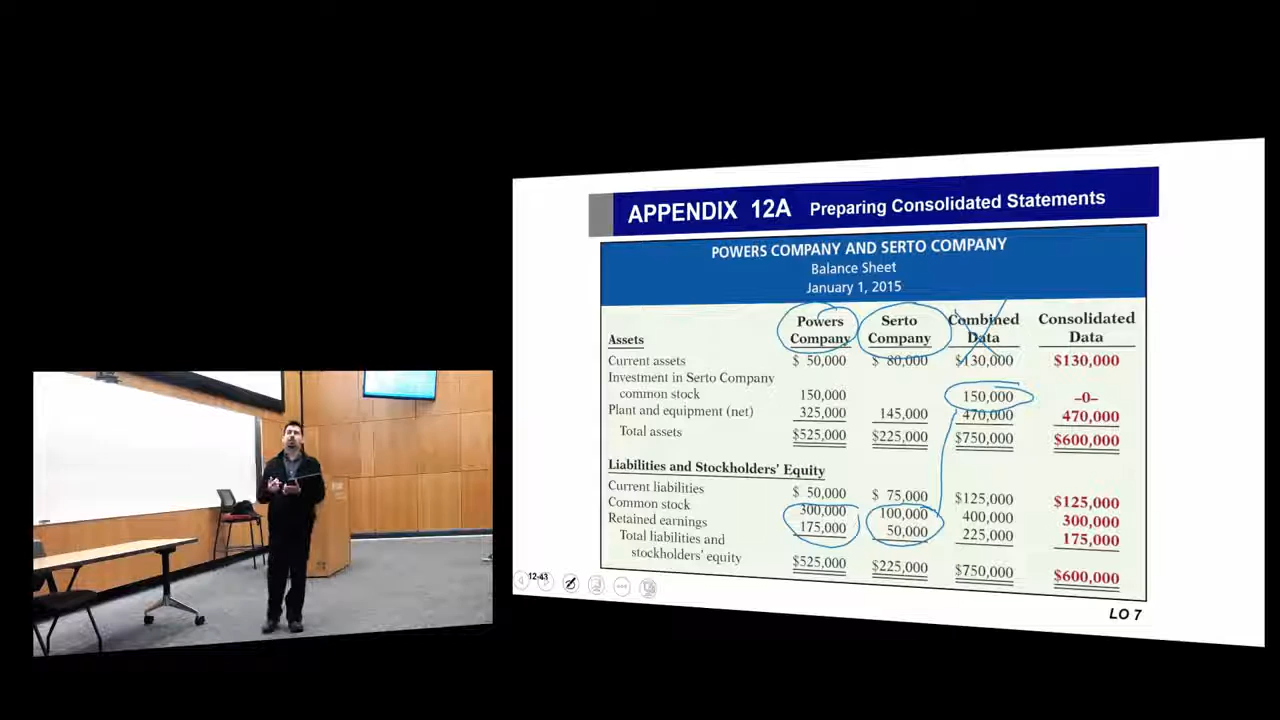 APPENDIX 12A Preparing Consolidated Statements
POWERS COMPANY AND SERTO COMPANY
Balance Sheet
January 1, 2015
Powers Serto Combined Consolidated
Assets Company Company Data Data
Current assets $ 50,000 $ 80,000 $130,000 $130,000
Investment in Serto Company
common stock 150,000 150,000 –0–
Plant and equipment (net) 325,000 145,000 470,000 470,000
Total assets $525,000 $225,000 $750,000 $600,000
Liabilities and Stockholders' Equity
Current liabilities $ 50,000 $ 75,000 $125,000 $125,000
Common stock 300,000 100,000 400,000 300,000
Retained earnings 175,000 50,000 225,000 175,000
Total liabilities and
stockholders' equity $525,000 $225,000 $750,000 $600,000
12-43
LO 7